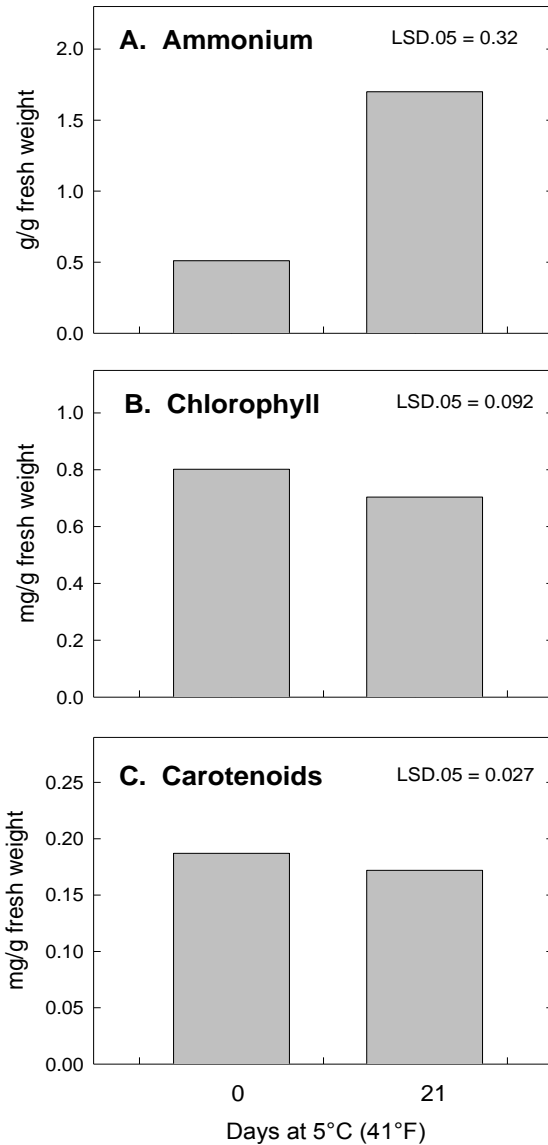 A. Ammonium
LSD.05 = 0.32
2.0
1.5
1.0
0.5
0.0
g/g fresh weight
B. Chlorophyll
LSD.05 = 0.092
1.0
0.8
0.6
0.4
0.2
0.0
mg/g fresh weight
C. Carotenoids
LSD.05 = 0.027
0.25
0.20
0.15
0.10
0.05
0.00
mg/g fresh weight
0
21
Days at 5°C (41°F)